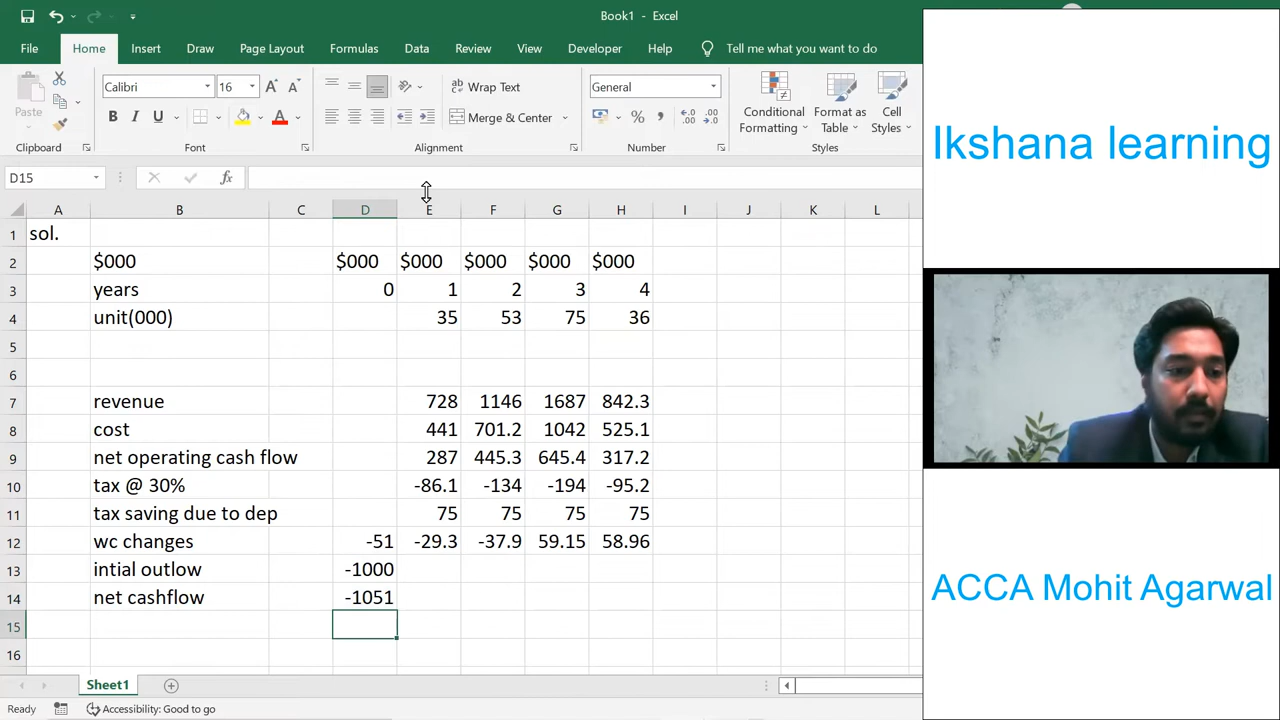 Book1 - Excel
File Home Insert Draw Page Layout Formulas Data Review View Developer Help Tell me what you want to do
Paste
Calibri 16
B I U A
ab Wrap Text
Merge & Center
General
% ,
Conditional Formatting
Format as Table
Cell Styles
Clipboard Font Alignment Number Styles
D15 fx
A B C D E F G H I J K L
1 sol.
2 $000 $000 $000 $000 $000 $000
3 years 0 1 2 3 4
4 unit(000) 35 53 75 36
5
6
7 revenue 728 1146 1687 842.3
8 cost 441 701.2 1042 525.1
9 net operating cash flow 287 445.3 645.4 317.2
10 tax @ 30% -86.1 -134 -194 -95.2
11 tax saving due to dep 75 75 75 75
12 wc changes -51 -29.3 -37.9 59.15 58.96
13 intial outlow -1000
14 net cashflow -1051
15
16
Sheet1
Ready Accessibility: Good to go
Ikshana learning
ACCA Mohit Agarwal